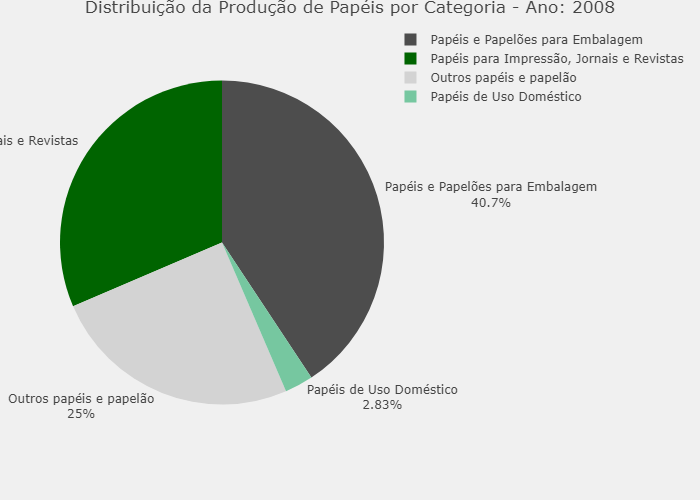 Distribuição da Produção de Papéis por Categoria - Ano: 2008
Papéis e Papelões para Embalagem
Papéis para Impressão, Jornais e Revistas
Outros papéis e papelão
Papéis de Uso Doméstico
e Revistas
Papéis e Papelões para Embalagem
40.7%
Papéis de Uso Doméstico
2.83%
Outros papéis e papelão
25%